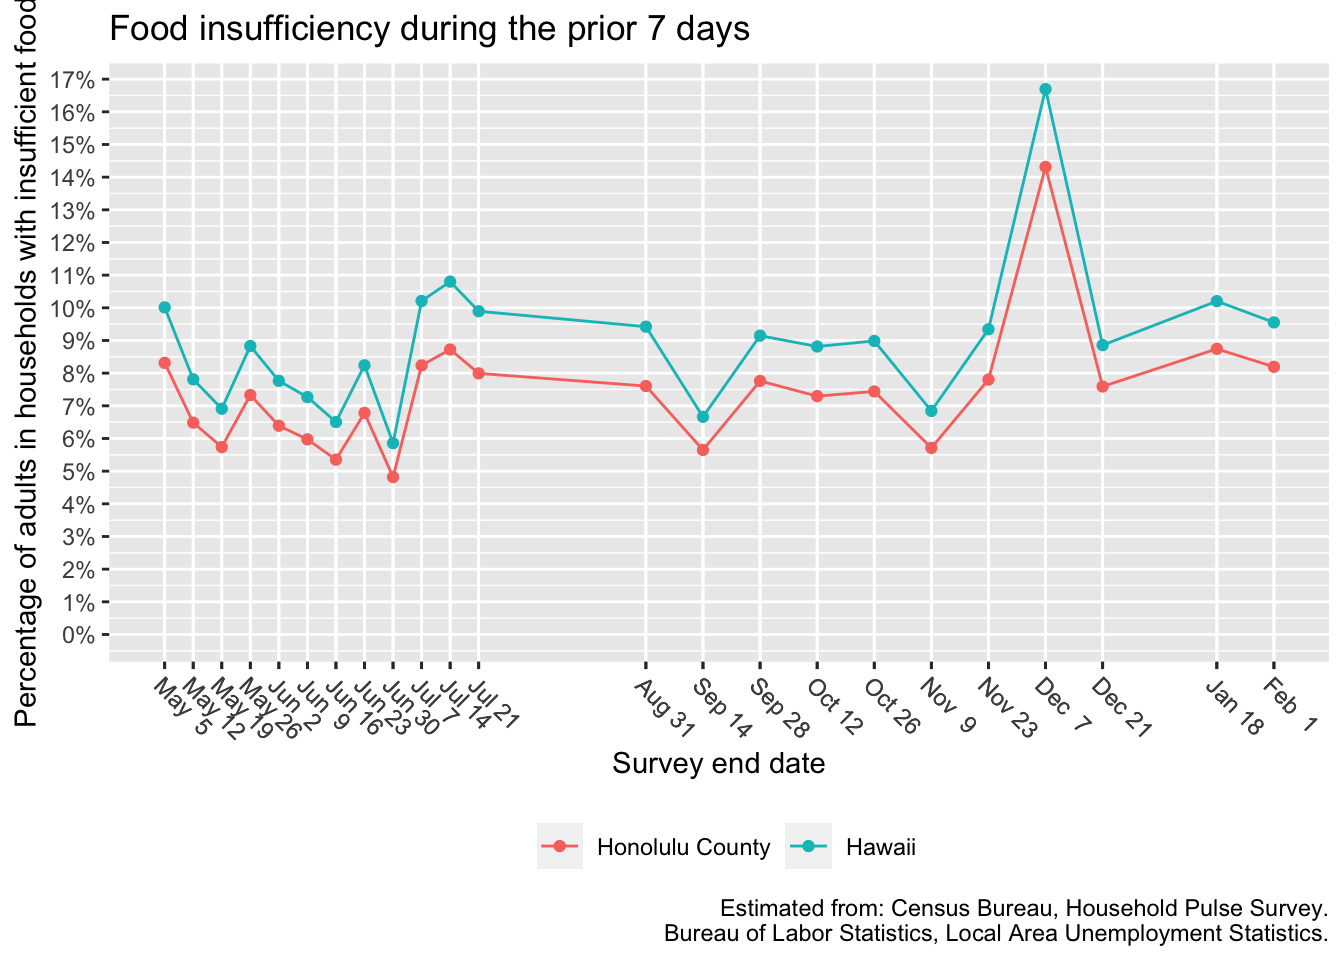 Food insufficiency during the prior 7 days
Percentage of adults in households with insufficient food
17%
16%
15%
14%
13%
12%
11%
10%
9%
8%
7%
6%
5%
4%
3%
2%
1%
0%
May 5
May 12
May 19
May 26
Jun 2
Jun 9
Jun 16
Jun 23
Jun 30
Jul 7
Jul 14
Jul 21
Aug 31
Sep 14
Sep 28
Oct 12
Oct 26
Nov 9
Nov 23
Dec 7
Dec 21
Jan 18
Feb 1
Survey end date
Honolulu County
Hawaii
Estimated from: Census Bureau, Household Pulse Survey.
Bureau of Labor Statistics, Local Area Unemployment Statistics.